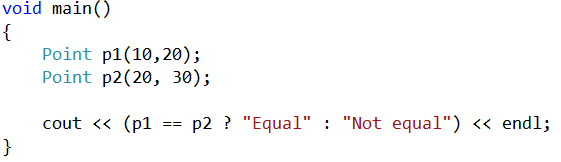 void main()
{
    Point p1(10,20);
    Point p2(20, 30);

    cout << (p1 == p2 ? "Equal" : "Not equal") << endl;
}